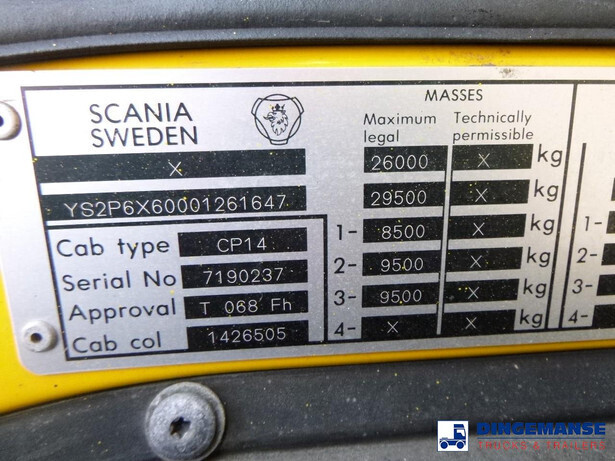 SCANIA
SWEDEN
MASSES
Maximum legal
Technically permissible
X
26000 X kg
YS2P6X60001261647
29500 X kg
1- 8500 X kg 1-
Cab type CP14
2- 9500 X kg 2-
Serial No 7190237
3- 9500 X kg 3-
Approval T 068 Fh
4- X X kg 4-
Cab col 1426505
DINGEMANSE
TRUCKS & TRAILERS